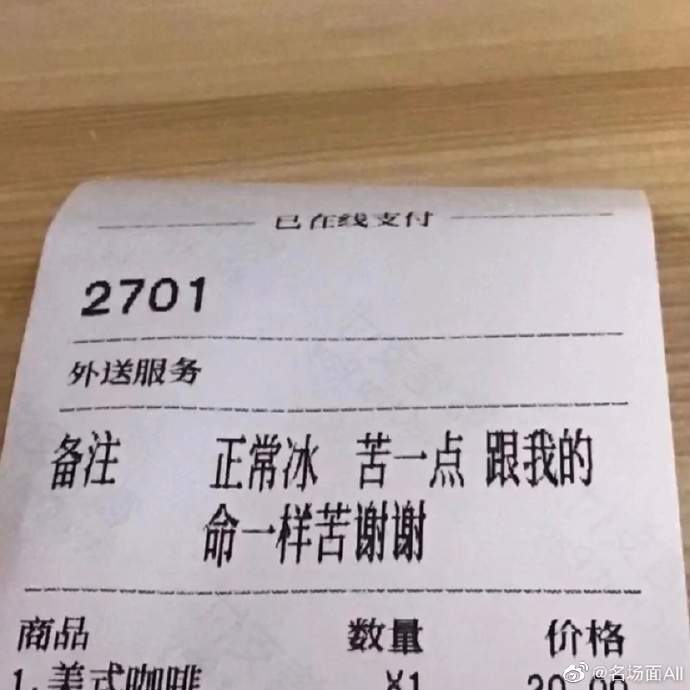 已在线支付
2701
外送服务
备注 正常冰 苦一点 跟我的
命一样苦谢谢
商品 数量 价格
1.美式咖啡 X1
@名场面All